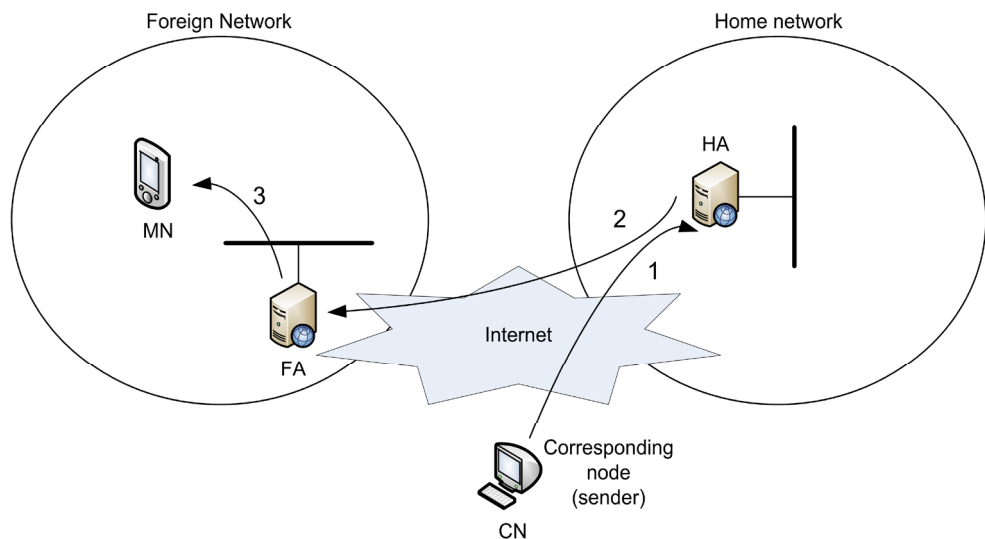 Foreign Network
Home network
HA
MN
3
2
1
FA
Internet
Corresponding
node
(sender)
CN